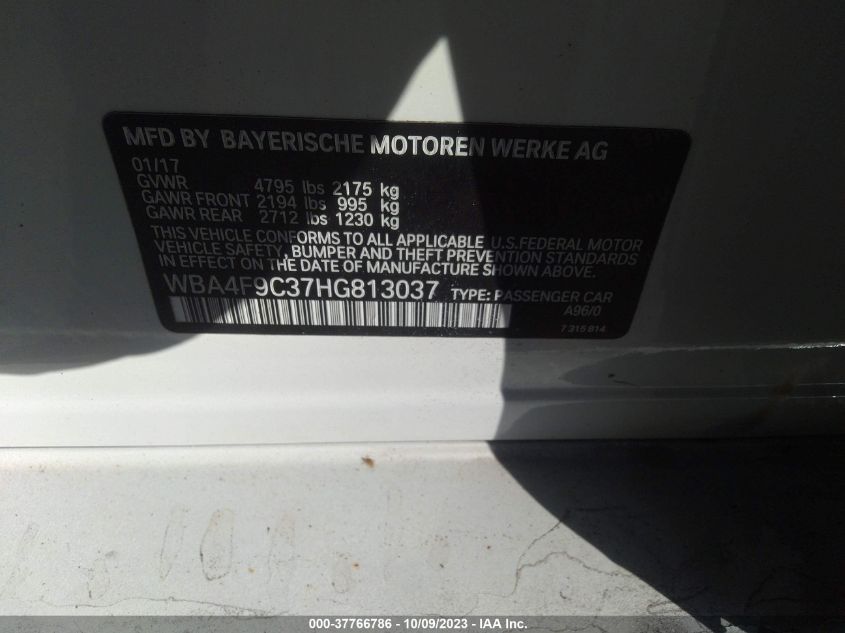 MFD BY BAYERISCHE MOTOREN WERKE AG
01/17
GVWR 4795 lbs 2175 kg
GAWR FRONT 2194 lbs 995 kg
GAWR REAR 2712 lbs 1230 kg
THIS VEHICLE CONFORMS TO ALL APPLICABLE U.S.FEDERAL MOTOR
VEHICLE SAFETY, BUMPER AND THEFT PREVENTION STANDARDS
IN EFFECT ON THE DATE OF MANUFACTURE SHOWN ABOVE.
WBA4F9C37HG813037 TYPE: PASSENGER CAR
A96/0
7 315 814
000-37766786 - 10/09/2023 - IAA Inc.